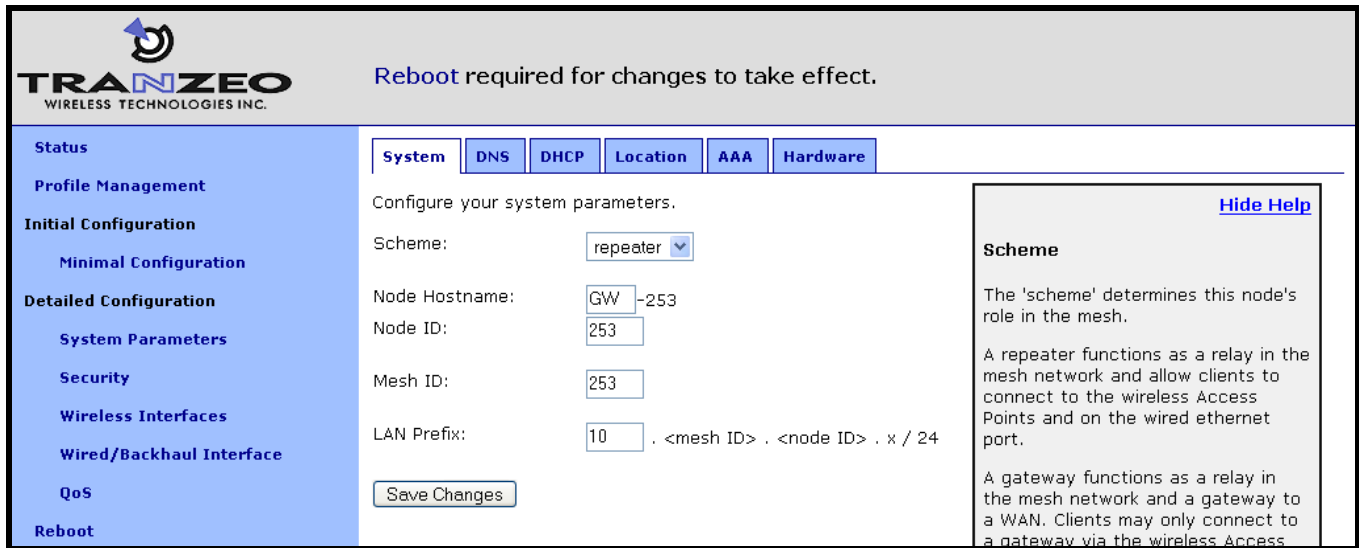 TRANZEO
WIRELESS TECHNOLOGIES INC.
Reboot required for changes to take effect.
Status
Profile Management
Initial Configuration
Minimal Configuration
Detailed Configuration
System Parameters
Security
Wireless Interfaces
Wired/Backhaul Interface
QoS
Reboot
System DNS DHCP Location AAA Hardware
Configure your system parameters.
Scheme: repeater
Node Hostname: GW -253
Node ID: 253
Mesh ID: 253
LAN Prefix: 10 . <mesh ID> . <node ID> . x / 24
Save Changes
Hide Help
Scheme
The 'scheme' determines this node's
role in the mesh.
A repeater functions as a relay in the
mesh network and allow clients to
connect to the wireless Access
Points and on the wired ethernet
port.
A gateway functions as a relay in
the mesh network and a gateway to
a WAN. Clients may only connect to
a gateway via the wireless Access